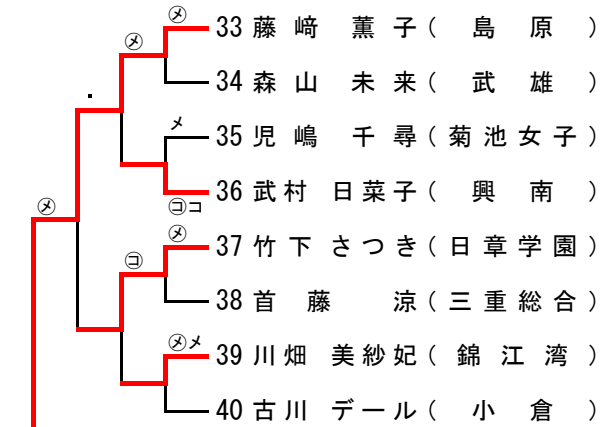 ㋱
33 藤﨑 薫子（島原）
㋱
34 森山 未来（武雄）
メ
35 児嶋 千尋（菊池女子）
36 武村 日菜子（興南）
㋱
㋙コ
㋱
37 竹下 さつき（日章学園）
㋙
38 首藤 涼（三重総合）
㋱メ
39 川畑 美紗妃（錦江湾）
40 古川 デール（小倉）